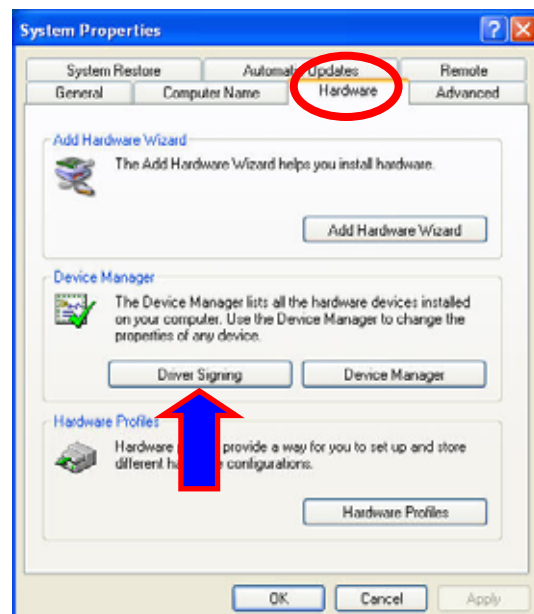 System Properties
System Restore Automatic Updates Remote
General Computer Name Hardware Advanced
Add Hardware Wizard
The Add Hardware Wizard helps you install hardware.
Add Hardware Wizard
Device Manager
The Device Manager lists all the hardware devices installed
on your computer. Use the Device Manager to change the
properties of any device.
Driver Signing Device Manager
Hardware Profiles
Hardware provide a way for you to set up and store
different configurations.
Hardware Profiles
OK Cancel Apply